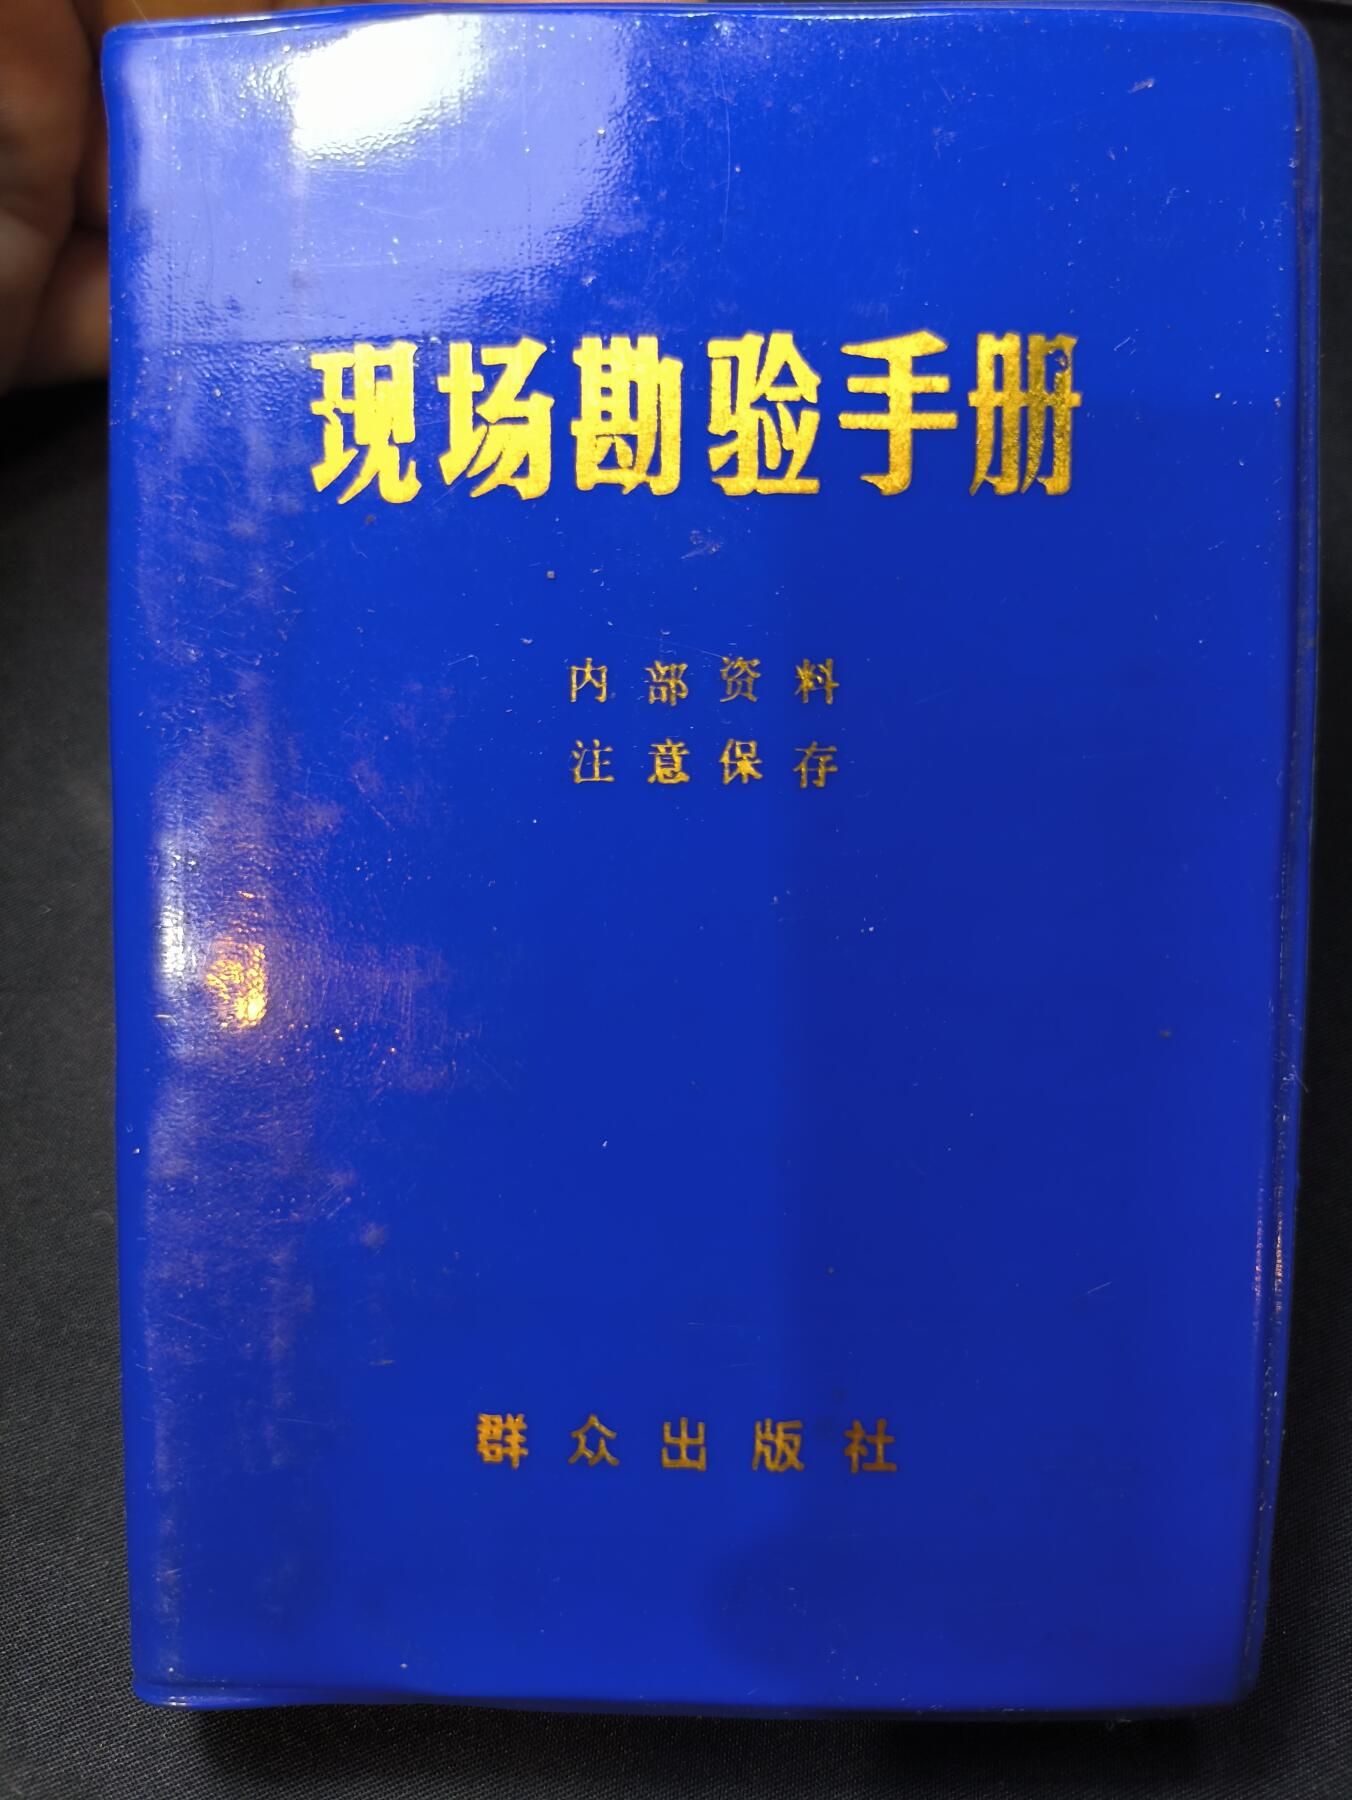 现场勘验手册
内部资料
注意保存
群众出版社